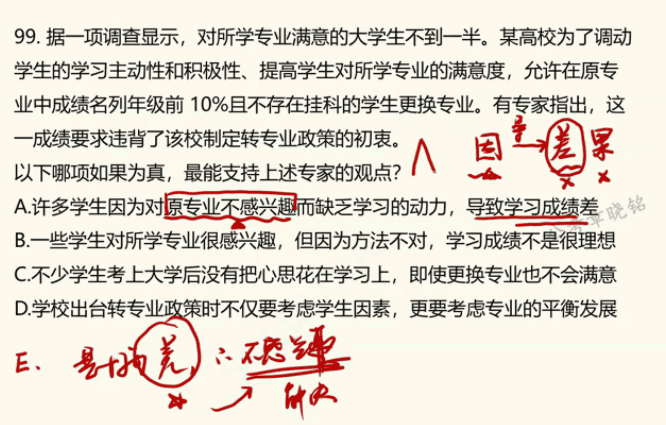 99. 据一项调查显示，对所学专业满意的大学生不到一半。某高校为了调动
学生的学习主动性和积极性、提高学生对所学专业的满意度，允许在原专
业中成绩名列年级前 10%且不存在挂科的学生更换专业。有专家指出，这
一成绩要求违背了该校制定转专业政策的初衷。
因 导 差 果
以下哪项如果为真，最能支持上述专家的观点？
A.许多学生因为对原专业不感兴趣而缺乏学习的动力，导致学习成绩差
B.一些学生对所学专业很感兴趣，但因为方法不对，学习成绩不是很理想
C.不少学生考上大学后没有把心思花在学习上，即使更换专业也不会满意
D.学校出台转专业政策时不仅要考虑学生因素，更要考虑专业的平衡发展
E. 差 ∴不感兴趣